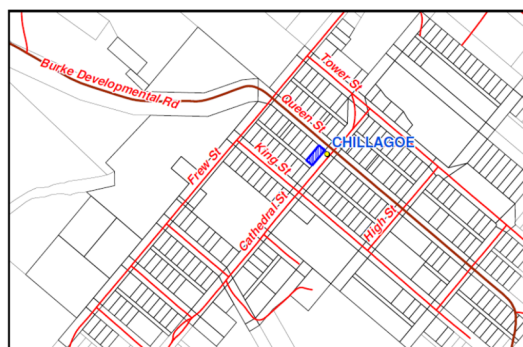 Tower St
Burke Developmental Rd
Queen St
CHILLAGOE
King St
Frew St
Cathedral St
High St